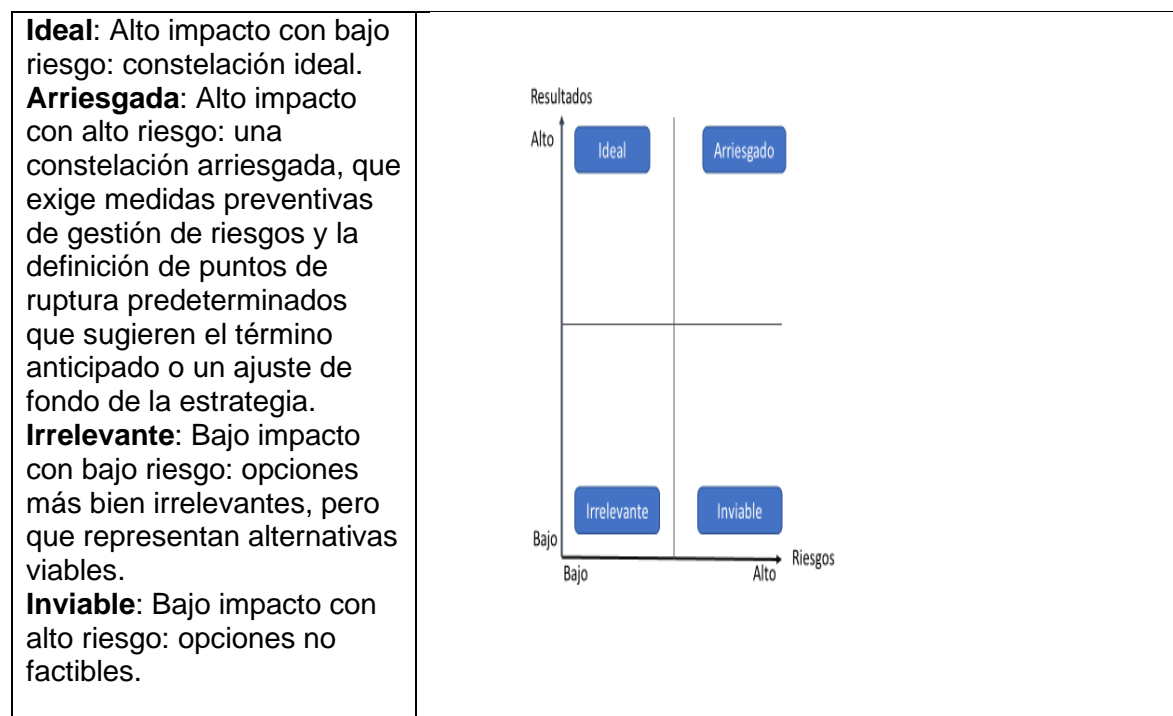 Ideal: Alto impacto con bajo
riesgo: constelación ideal.
Arriesgada: Alto impacto
con alto riesgo: una
constelación arriesgada, que
exige medidas preventivas
de gestión de riesgos y la
definición de puntos de
ruptura predeterminados
que sugieren el término
anticipado o un ajuste de
fondo de la estrategia.
Irrelevante: Bajo impacto
con bajo riesgo: opciones
más bien irrelevantes, pero
que representan alternativas
viables.
Inviable: Bajo impacto con
alto riesgo: opciones no
factibles.
Resultados
Alto
Ideal
Arriesgado
Irrelevante
Inviable
Bajo
Riesgos
Bajo
Alto